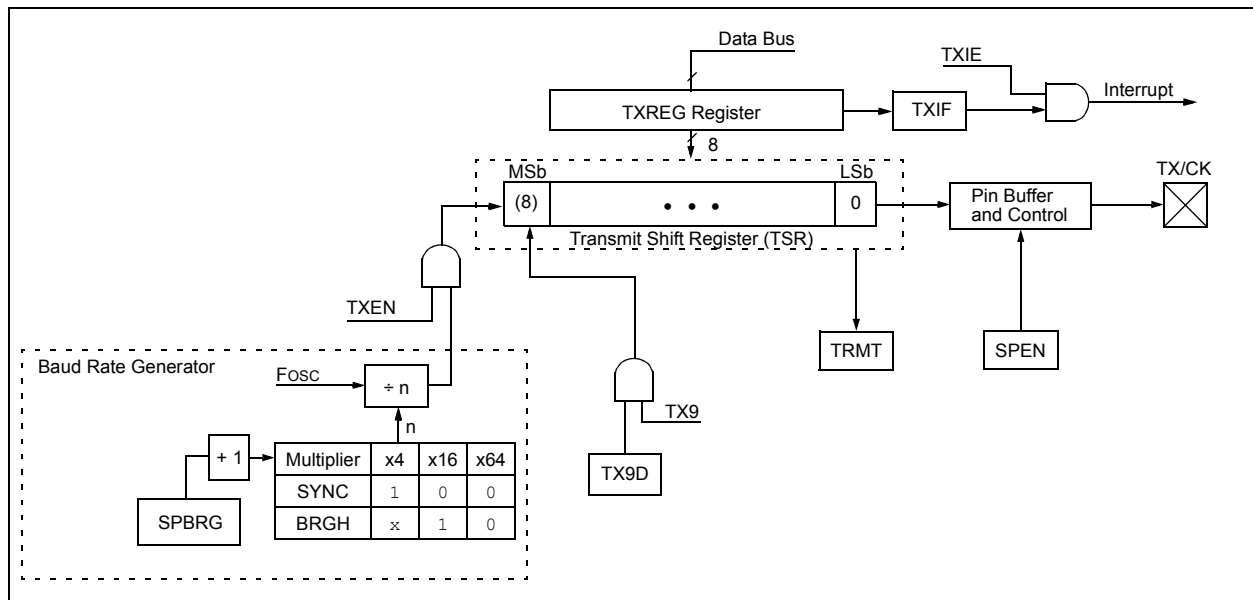 Data Bus
TXIE
Interrupt
TXREG Register
TXIF
8
MSb
LSb
(8)
• • •
0
Transmit Shift Register (TSR)
Pin Buffer
and Control
TX/CK
TXEN
TRMT
SPEN
Baud Rate Generator
FOSC
÷ n
n
TX9
+ 1
Multiplier x4 x16 x64
SYNC 1 0 0
BRGH x 1 0
SPBRG
TX9D